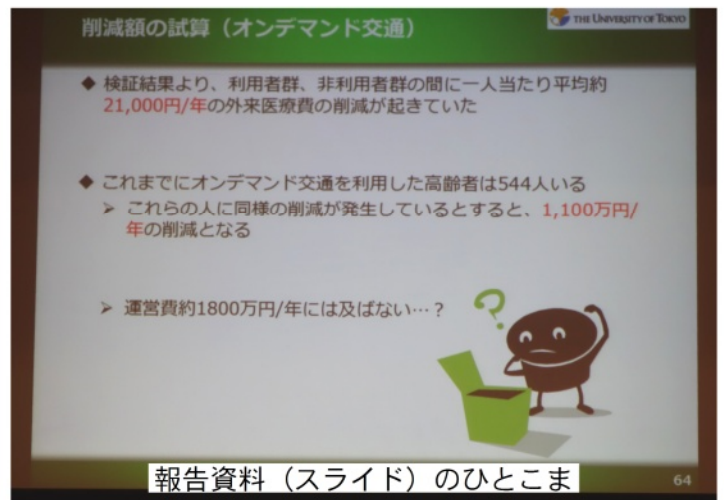 削減額の試算（オンデマンド交通）
THE UNIVERSITY OF TOKYO
◆ 検証結果より、利用者群、非利用者群の間に一人当たり平均約
21,000円/年の外来医療費の削減が起きていた
◆ これまでにオンデマンド交通を利用した高齢者は544人いる
➢ これらの人に同様の削減が発生しているとすると、1,100万円/
年の削減となる
➢ 運営費約1800万円/年には及ばない…？
?
報告資料（スライド）のひとこま
64